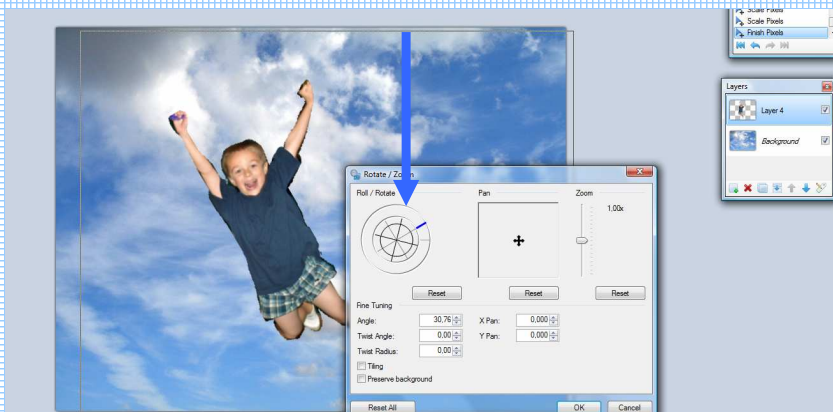 Scale Pixels
Scale Pixels
Finish Pixels
Layers
Layer 4
Background
Rotate / Zoom
Roll / Rotate
Pan
Zoom
1,00x
Reset
Reset
Reset
Fine Tuning
Angle: 30,76 X Pan: 0,000
Twist Angle: 0,00 Y Pan: 0,000
Twist Radius: 0,00
Tiling
Preserve background
Reset All
OK
Cancel